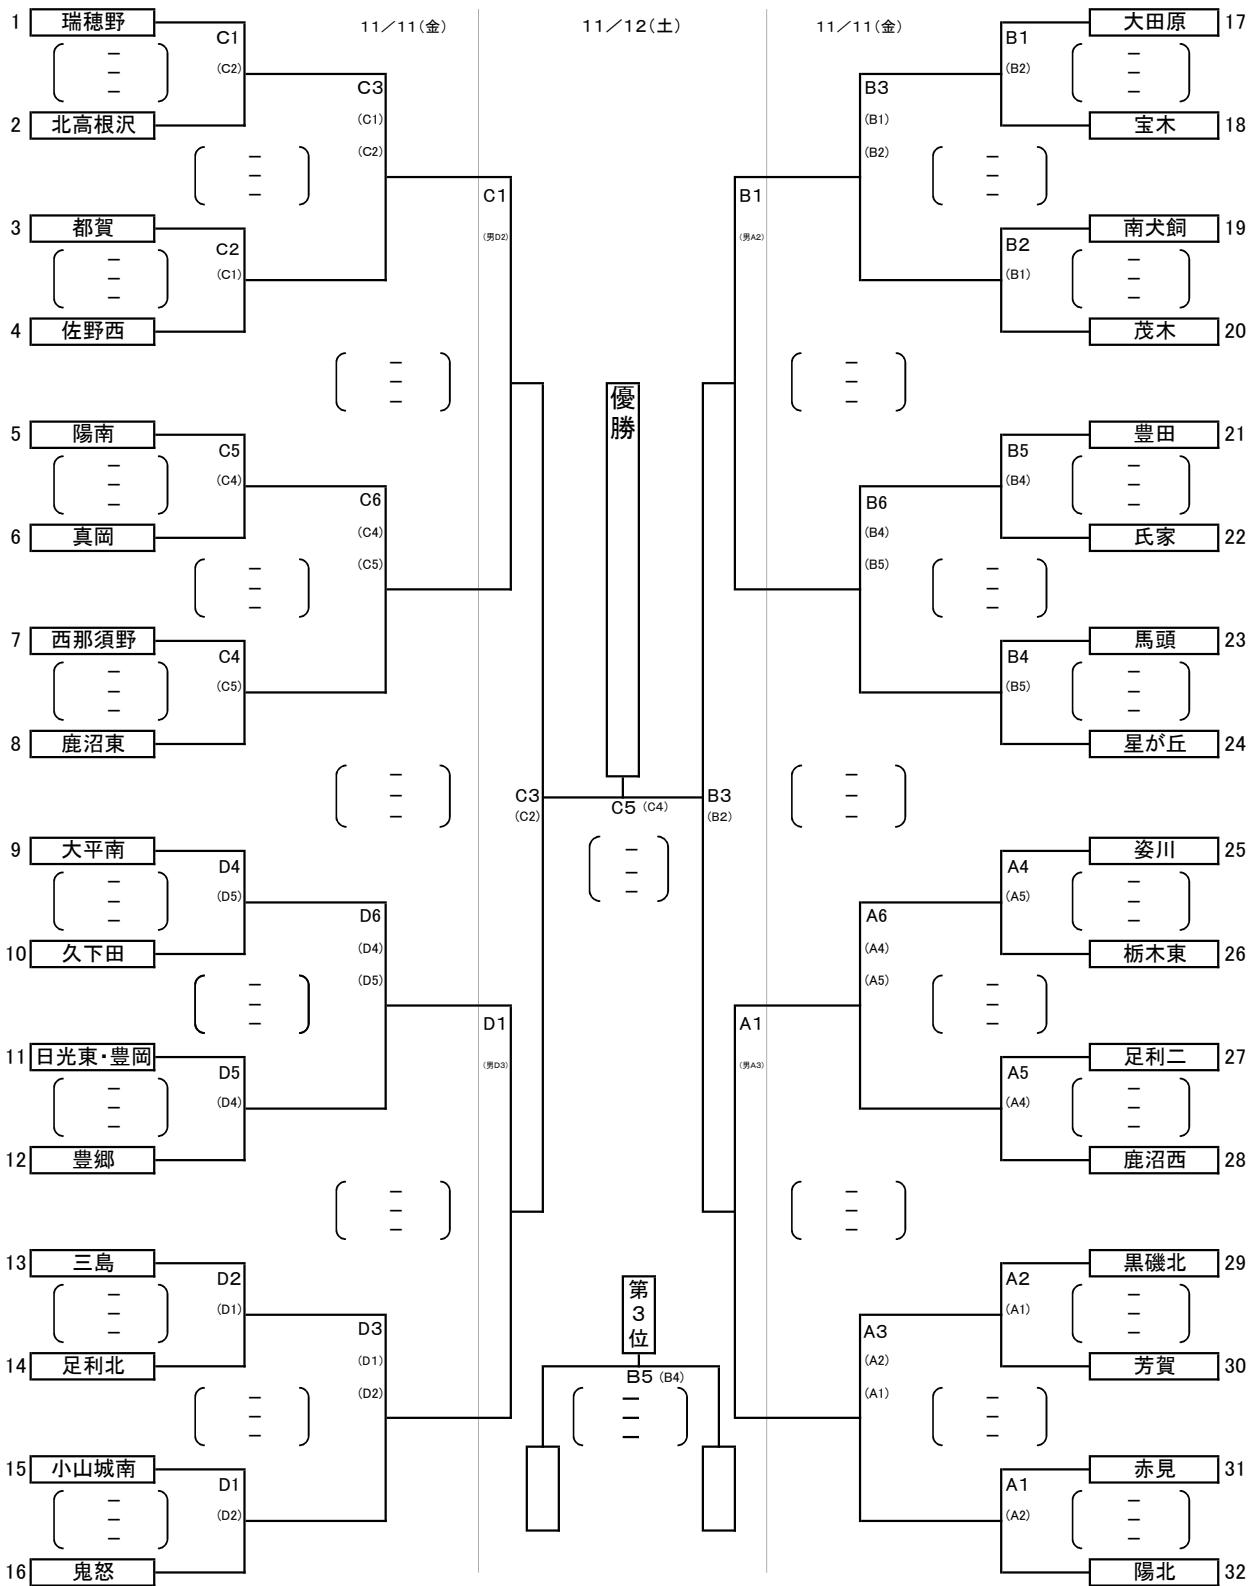 11/11(金)
11/12(土)
11/11(金)
1 瑞穂野
C1
(C2)
2 北高根沢
C3
(C1)
(C2)
3 都賀
C2
(C1)
4 佐野西
C1
(男D2)
5 陽南
C5
(C4)
6 真岡
C6
(C4)
(C5)
7 西那須野
C4
(C5)
8 鹿沼東
C3
(C2)
9 大平南
D4
(D5)
10 久下田
D6
(D4)
(D5)
11 日光東・豊岡
D5
(D4)
12 豊郷
D1
(男D3)
13 三島
D2
(D1)
14 足利北
D3
(D1)
(D2)
15 小山城南
D1
(D2)
16 鬼怒
優勝
C5 (C4)
第3位
B5 (B4)
大田原 17
B1
(B2)
宝木 18
B3
(B1)
(B2)
南犬飼 19
B2
(B1)
茂木 20
B1
(男A2)
豊田 21
B5
(B4)
氏家 22
B6
(B4)
(B5)
馬頭 23
B4
(B5)
星が丘 24
B3
(B2)
姿川 25
A4
(A5)
栃木東 26
A6
(A4)
(A5)
足利二 27
A5
(A4)
鹿沼西 28
A1
(男A3)
黒磯北 29
A2
(A1)
芳賀 30
A3
(A2)
(A1)
赤見 31
A1
(A2)
陽北 32